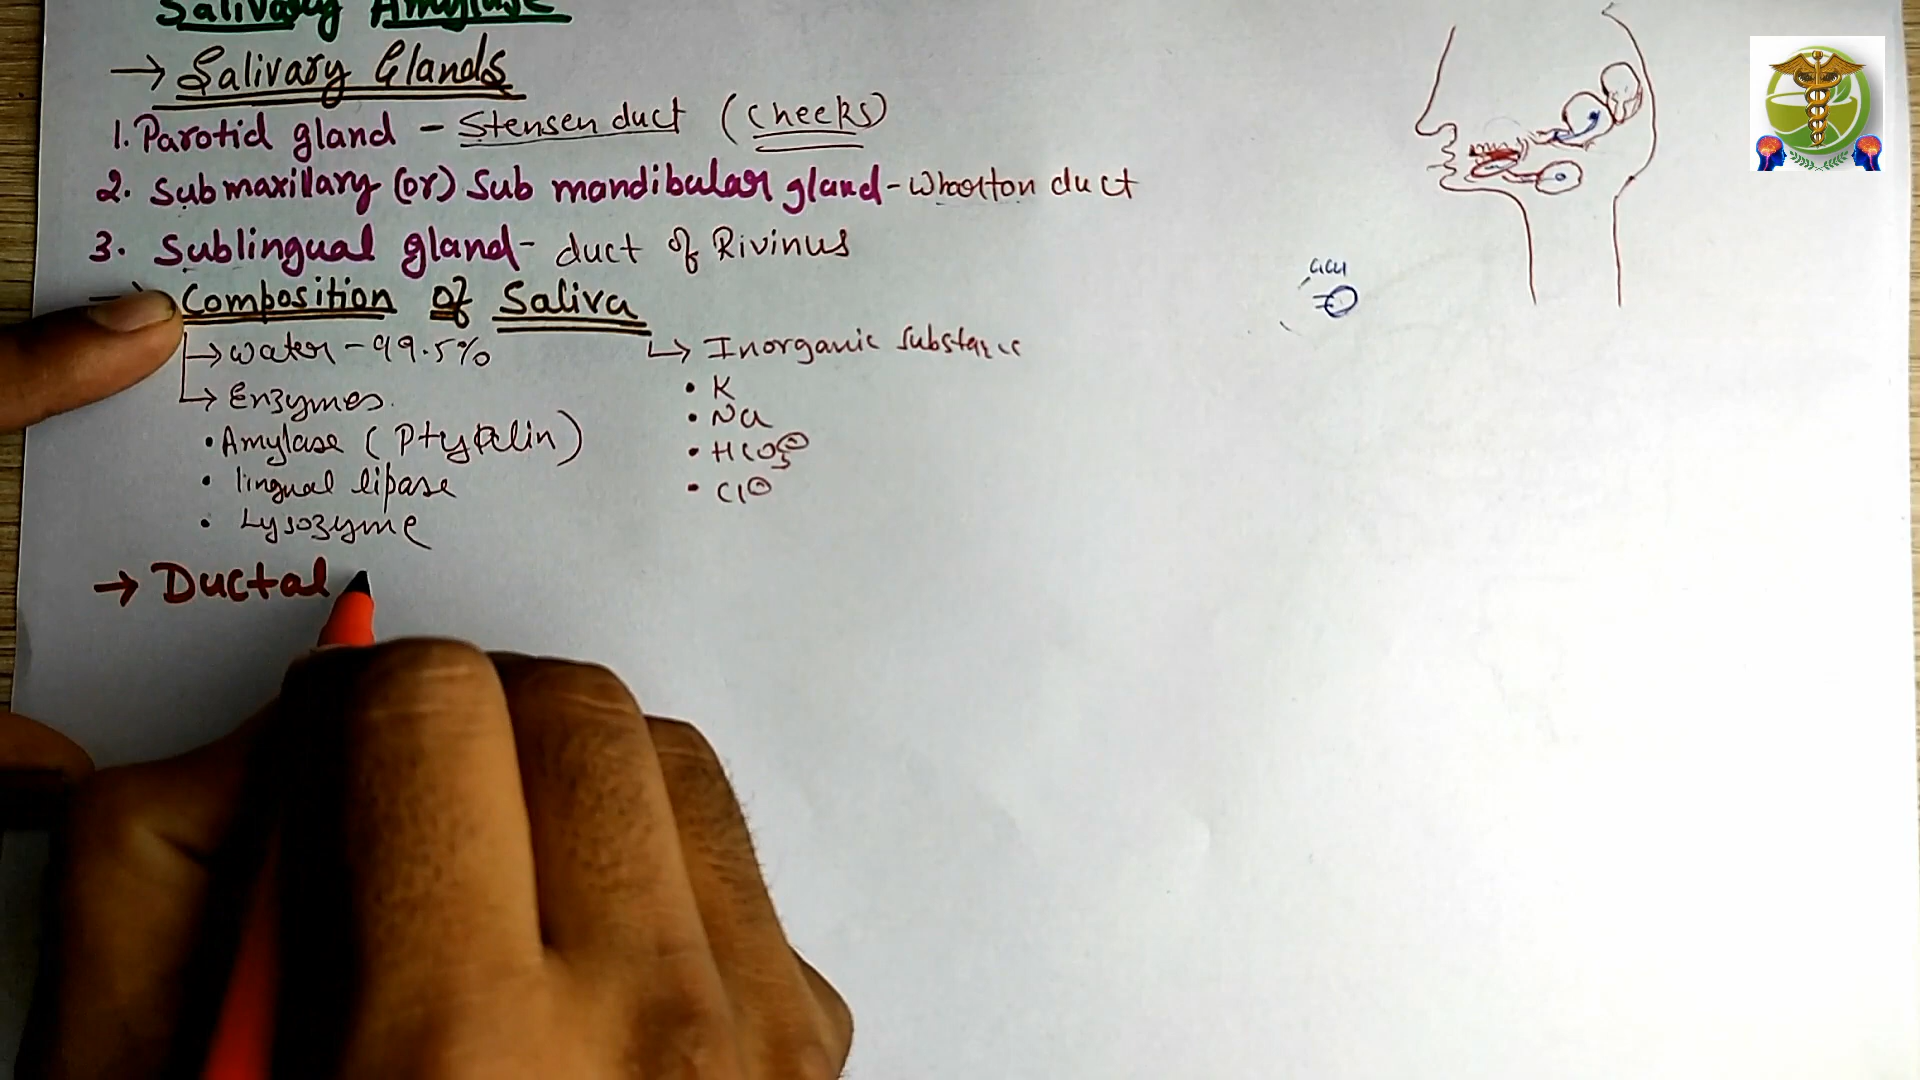 Salivary Amylase
→ Salivary Glands
1. Parotid gland - Stensen duct (cheeks)
2. Submaxillary (or) Sub mandibular gland - Wharton duct
3. Sublingual gland - duct of Rivinus
→ Composition of Saliva
→ water - 99.5%
→ Enzymes.
• Amylase (Ptyalin)
• lingual lipase
• Lysozyme
→ Inorganic substance
• K
• Na
• HCO3⊖
• Cl⊖
→ Ductal